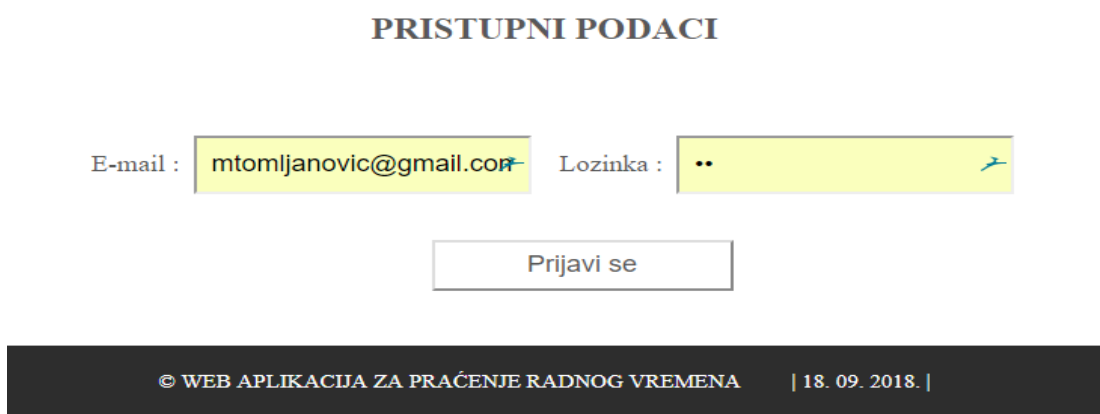 PRISTUPNI PODACI
E-mail : mtomljanovic@gmail.com Lozinka : ••
Prijavi se
© WEB APLIKACIJA ZA PRAĆENJE RADNOG VREMENA | 18. 09. 2018. |